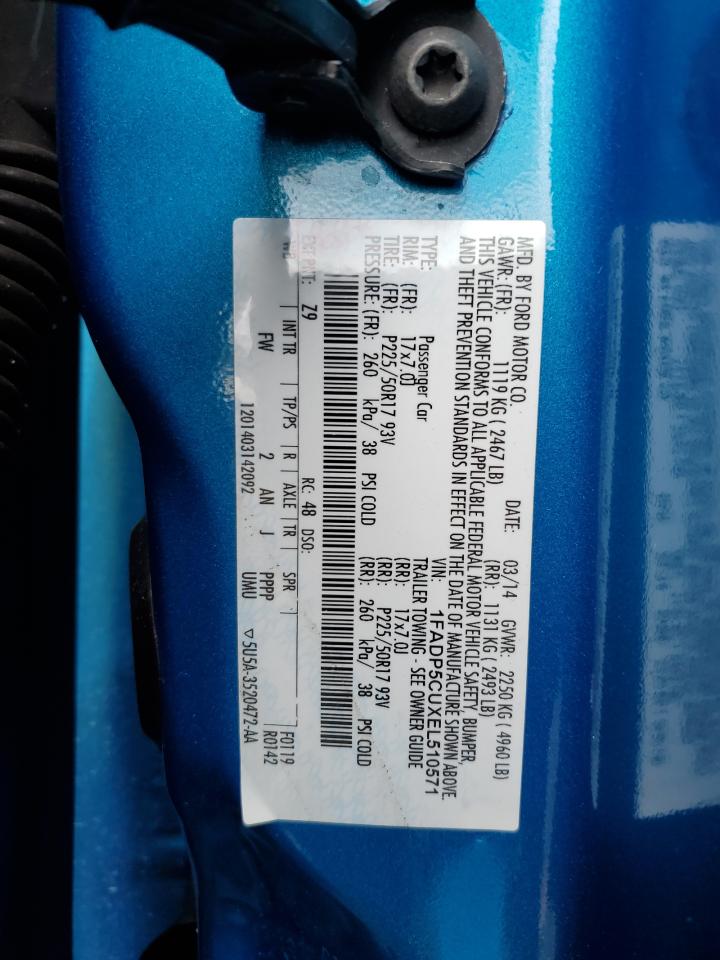 MFD. BY FORD MOTOR CO.
DATE: 03/14 GVWR: 2250 KG ( 4960 LB)
GAWR: (FR): 1119 KG ( 2467 LB) (RR): 1131 KG ( 2493 LB)
THIS VEHICLE CONFORMS TO ALL APPLICABLE FEDERAL MOTOR VEHICLE SAFETY, BUMPER,
AND THEFT PREVENTION STANDARDS IN EFFECT ON THE DATE OF MANUFACTURE SHOWN ABOVE.
VIN: 1FADP5CUXEL510571
TYPE: Passenger Car TRAILER TOWING - SEE OWNER GUIDE
RIM: (FR): 17x7.0J (RR): 17x7.0J
TIRE: (FR): P225/50R17 93V (RR): P225/50R17 93V
PRESSURE: (FR): 260 kPa/ 38 PSI COLD (RR): 260 kPa/ 38 PSI COLD
EXT PNT: Z9 RC: 48 DSO:
WB INT TR TP/PS R AXLE TR SPR F0119
FW 2 AN J PPPP R0142
1201403142092 UMU ▽5U5A-3520472-AA